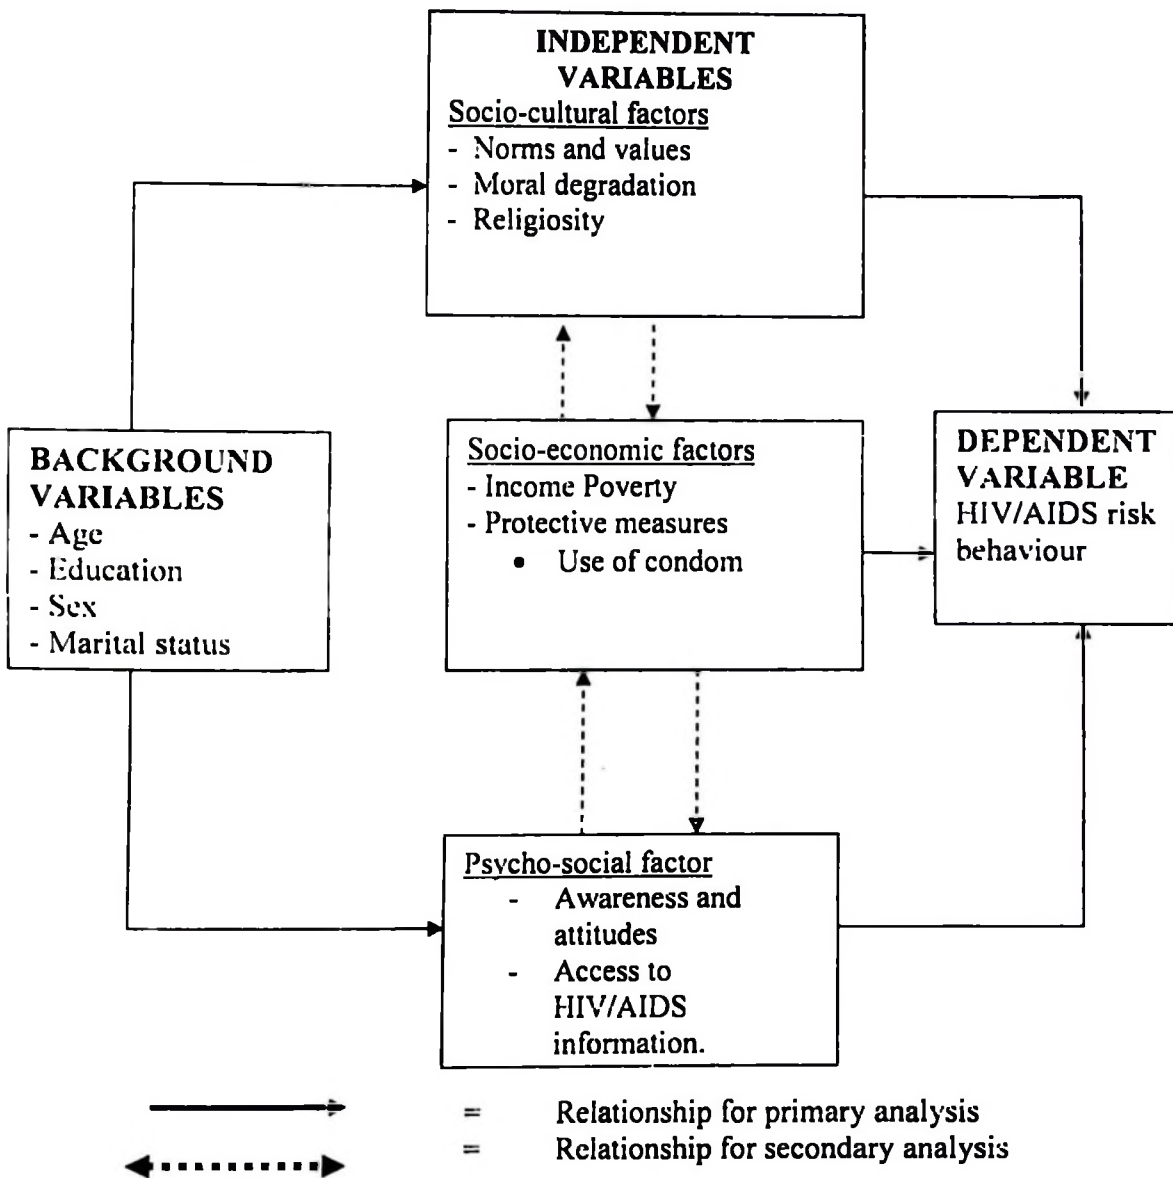 INDEPENDENT
VARIABLES
Socio-cultural factors
- Norms and values
- Moral degradation
- Religiosity
BACKGROUND
VARIABLES
- Age
- Education
- Sex
- Marital status
Socio-economic factors
- Income Poverty
- Protective measures
• Use of condom
DEPENDENT
VARIABLE
HIV/AIDS risk
behaviour
Psycho-social factor
- Awareness and
attitudes
- Access to
HIV/AIDS
information.
= Relationship for primary analysis
= Relationship for secondary analysis